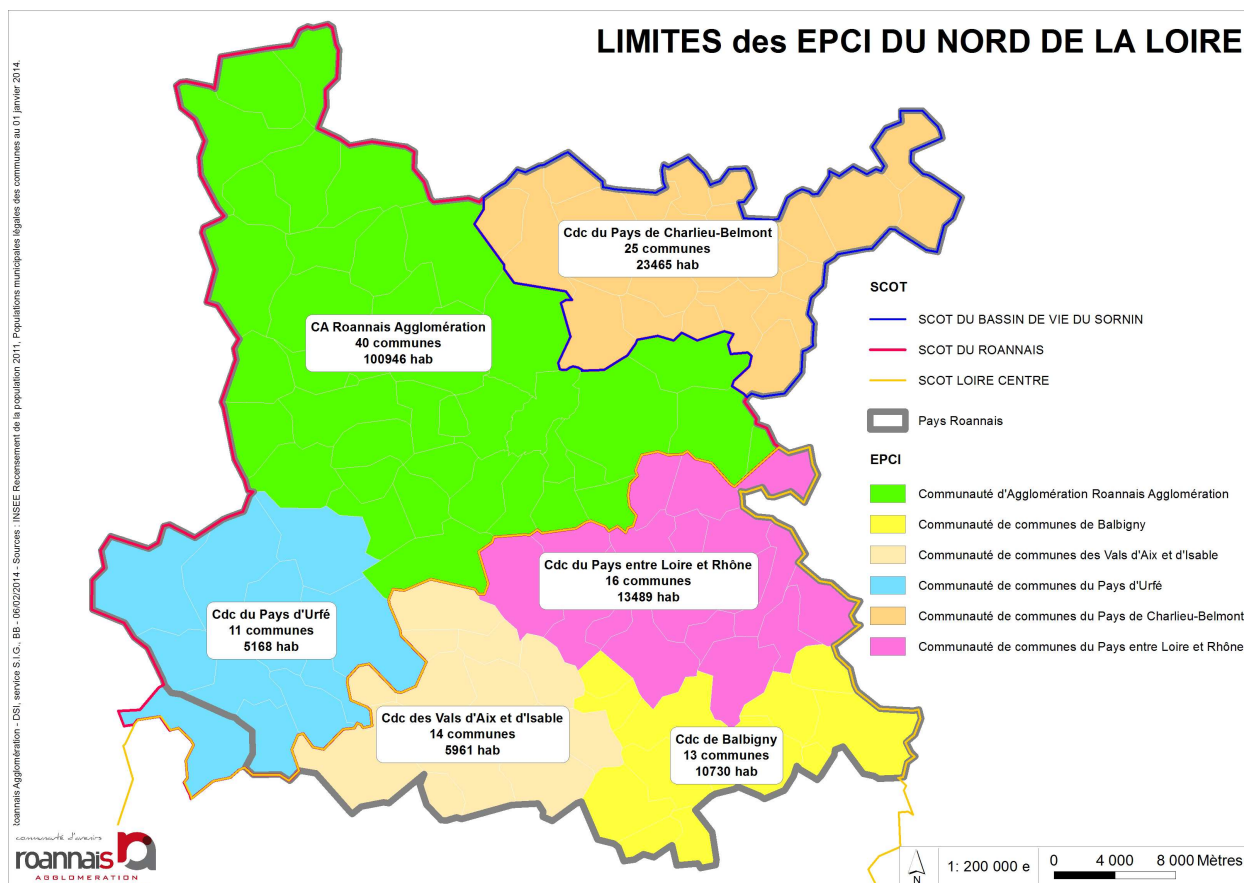 LIMITES des EPCI DU NORD DE LA LOIRE
Cdc du Pays de Charlieu-Belmont
25 communes
23465 hab
CA Roannais Agglomération
40 communes
100946 hab
Cdc du Pays entre Loire et Rhône
16 communes
13489 hab
Cdc du Pays d'Urfé
11 communes
5168 hab
Cdc des Vals d'Aix et d'Isable
14 communes
5961 hab
Cdc de Balbigny
13 communes
10730 hab
SCOT
SCOT DU BASSIN DE VIE DU SORNIN
SCOT DU ROANNAIS
SCOT LOIRE CENTRE
Pays Roannais
EPCI
Communauté d'Agglomération Roannais Agglomération
Communauté de communes de Balbigny
Communauté de communes des Vals d'Aix et d'Isable
Communauté de communes du Pays d'Urfé
Communauté de communes du Pays de Charlieu-Belmont
Communauté de communes du Pays entre Loire et Rhône
oannais Agglomération - DSI, service S.I.G., BB - 06/02/2014 - Sources : INSEE Recensement de la population 2011, Populations municipales légales des communes au 01 janvier 2014.
communauté d'avenirs
roannais
AGGLOMERATION
N
1: 200 000 e
0 4 000 8 000 Mètres